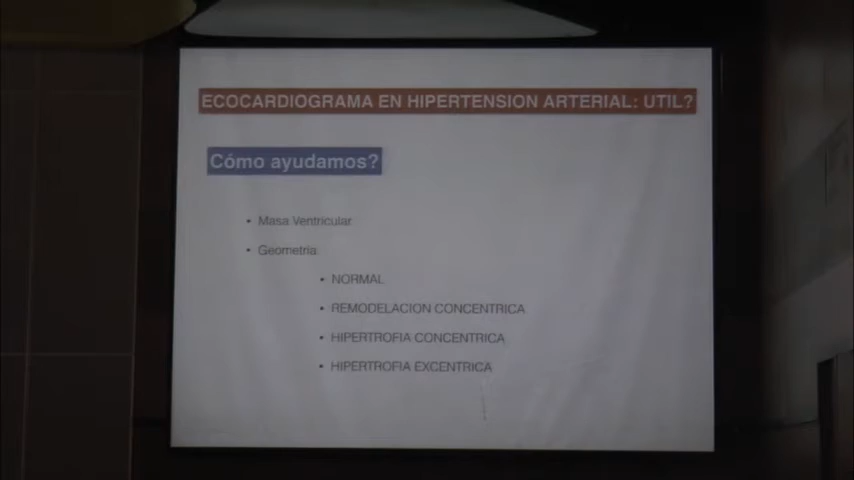 ECOCARDIOGRAMA EN HIPERTENSION ARTERIAL: UTIL?
Cómo ayudamos?
• Masa Ventricular
• Geometria:
• NORMAL
• REMODELACION CONCENTRICA
• HIPERTROFIA CONCENTRICA
• HIPERTROFIA EXCENTRICA